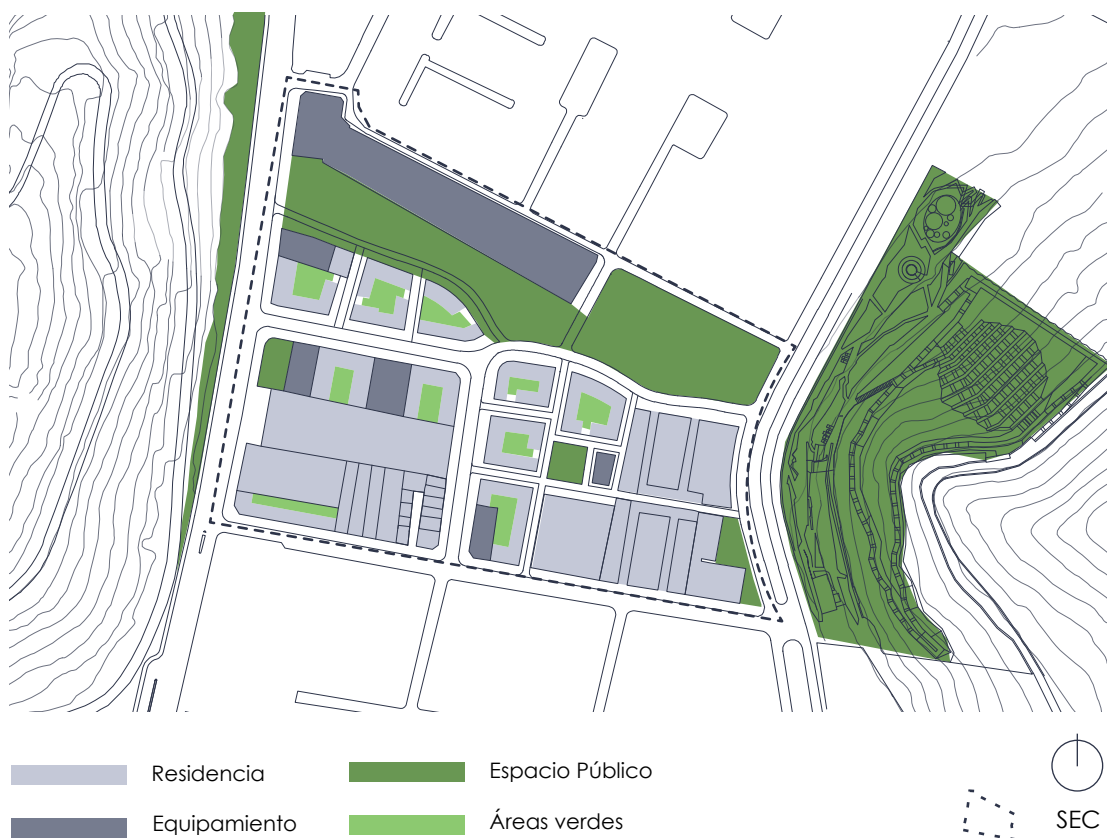 Residencia
Espacio Público
Equipamiento
Áreas verdes
SEC